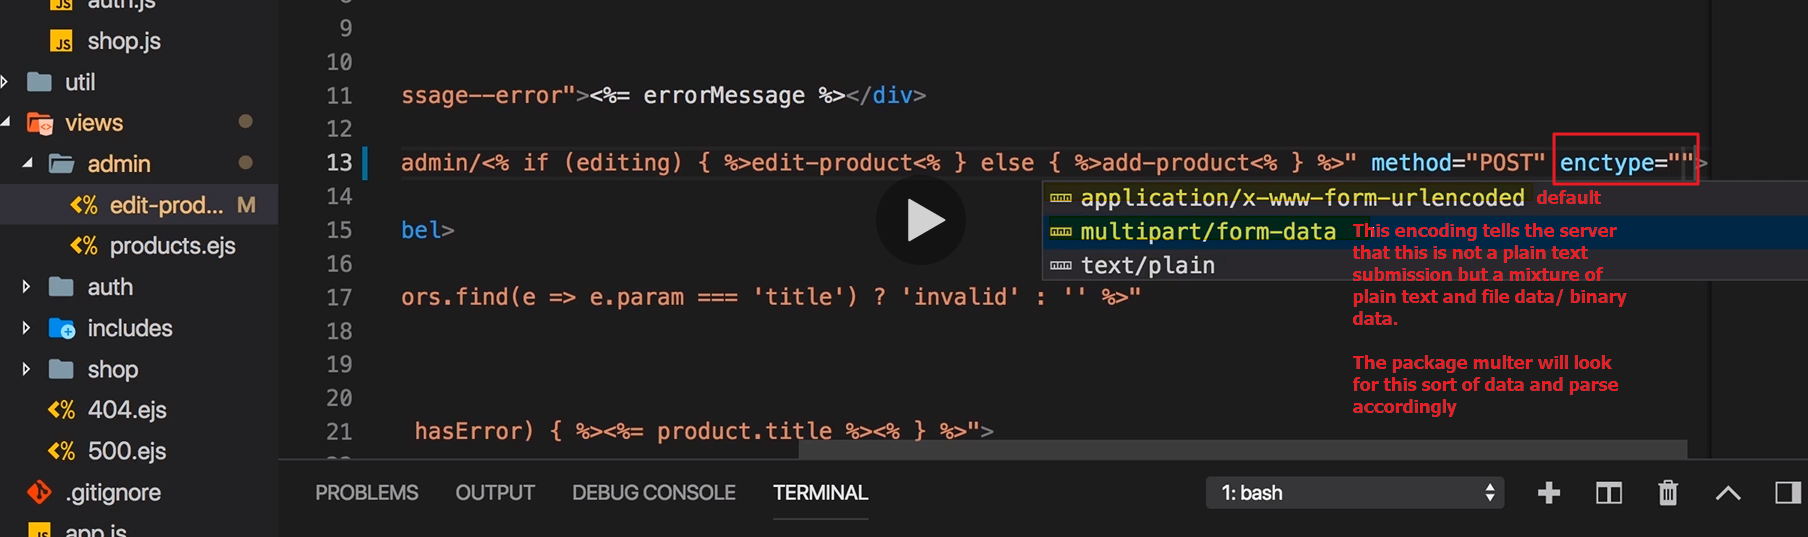 auth.js
shop.js
util
views
admin
edit-prod... M
products.ejs
auth
includes
shop
404.ejs
500.ejs
.gitignore
app.js
9
10
11 ssage--error"><%= errorMessage %></div>
12
13 admin/<% if (editing) { %>edit-product<% } else { %>add-product<% } %>" method="POST" enctype="">
application/x-www-form-urlencoded default
multipart/form-data
text/plain
This encoding tells the server
that this is not a plain text
submission but a mixture of
plain text and file data/ binary
data.
The package multer will look
for this sort of data and parse
accordingly
14
15 bel>
16
17 ors.find(e => e.param === 'title') ? 'invalid' : '' %>"
18
19
20
21 hasError) { %><%= product.title %><% } %>">
PROBLEMS OUTPUT DEBUG CONSOLE TERMINAL 1: bash